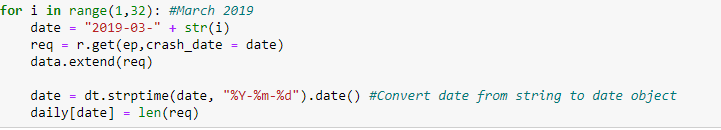 for i in range(1,32): #March 2019
    date = "2019-03-" + str(i)
    req = r.get(ep,crash_date = date)
    data.extend(req)

    date = dt.strptime(date, "%Y-%m-%d").date() #Convert date from string to date object
    daily[date] = len(req)